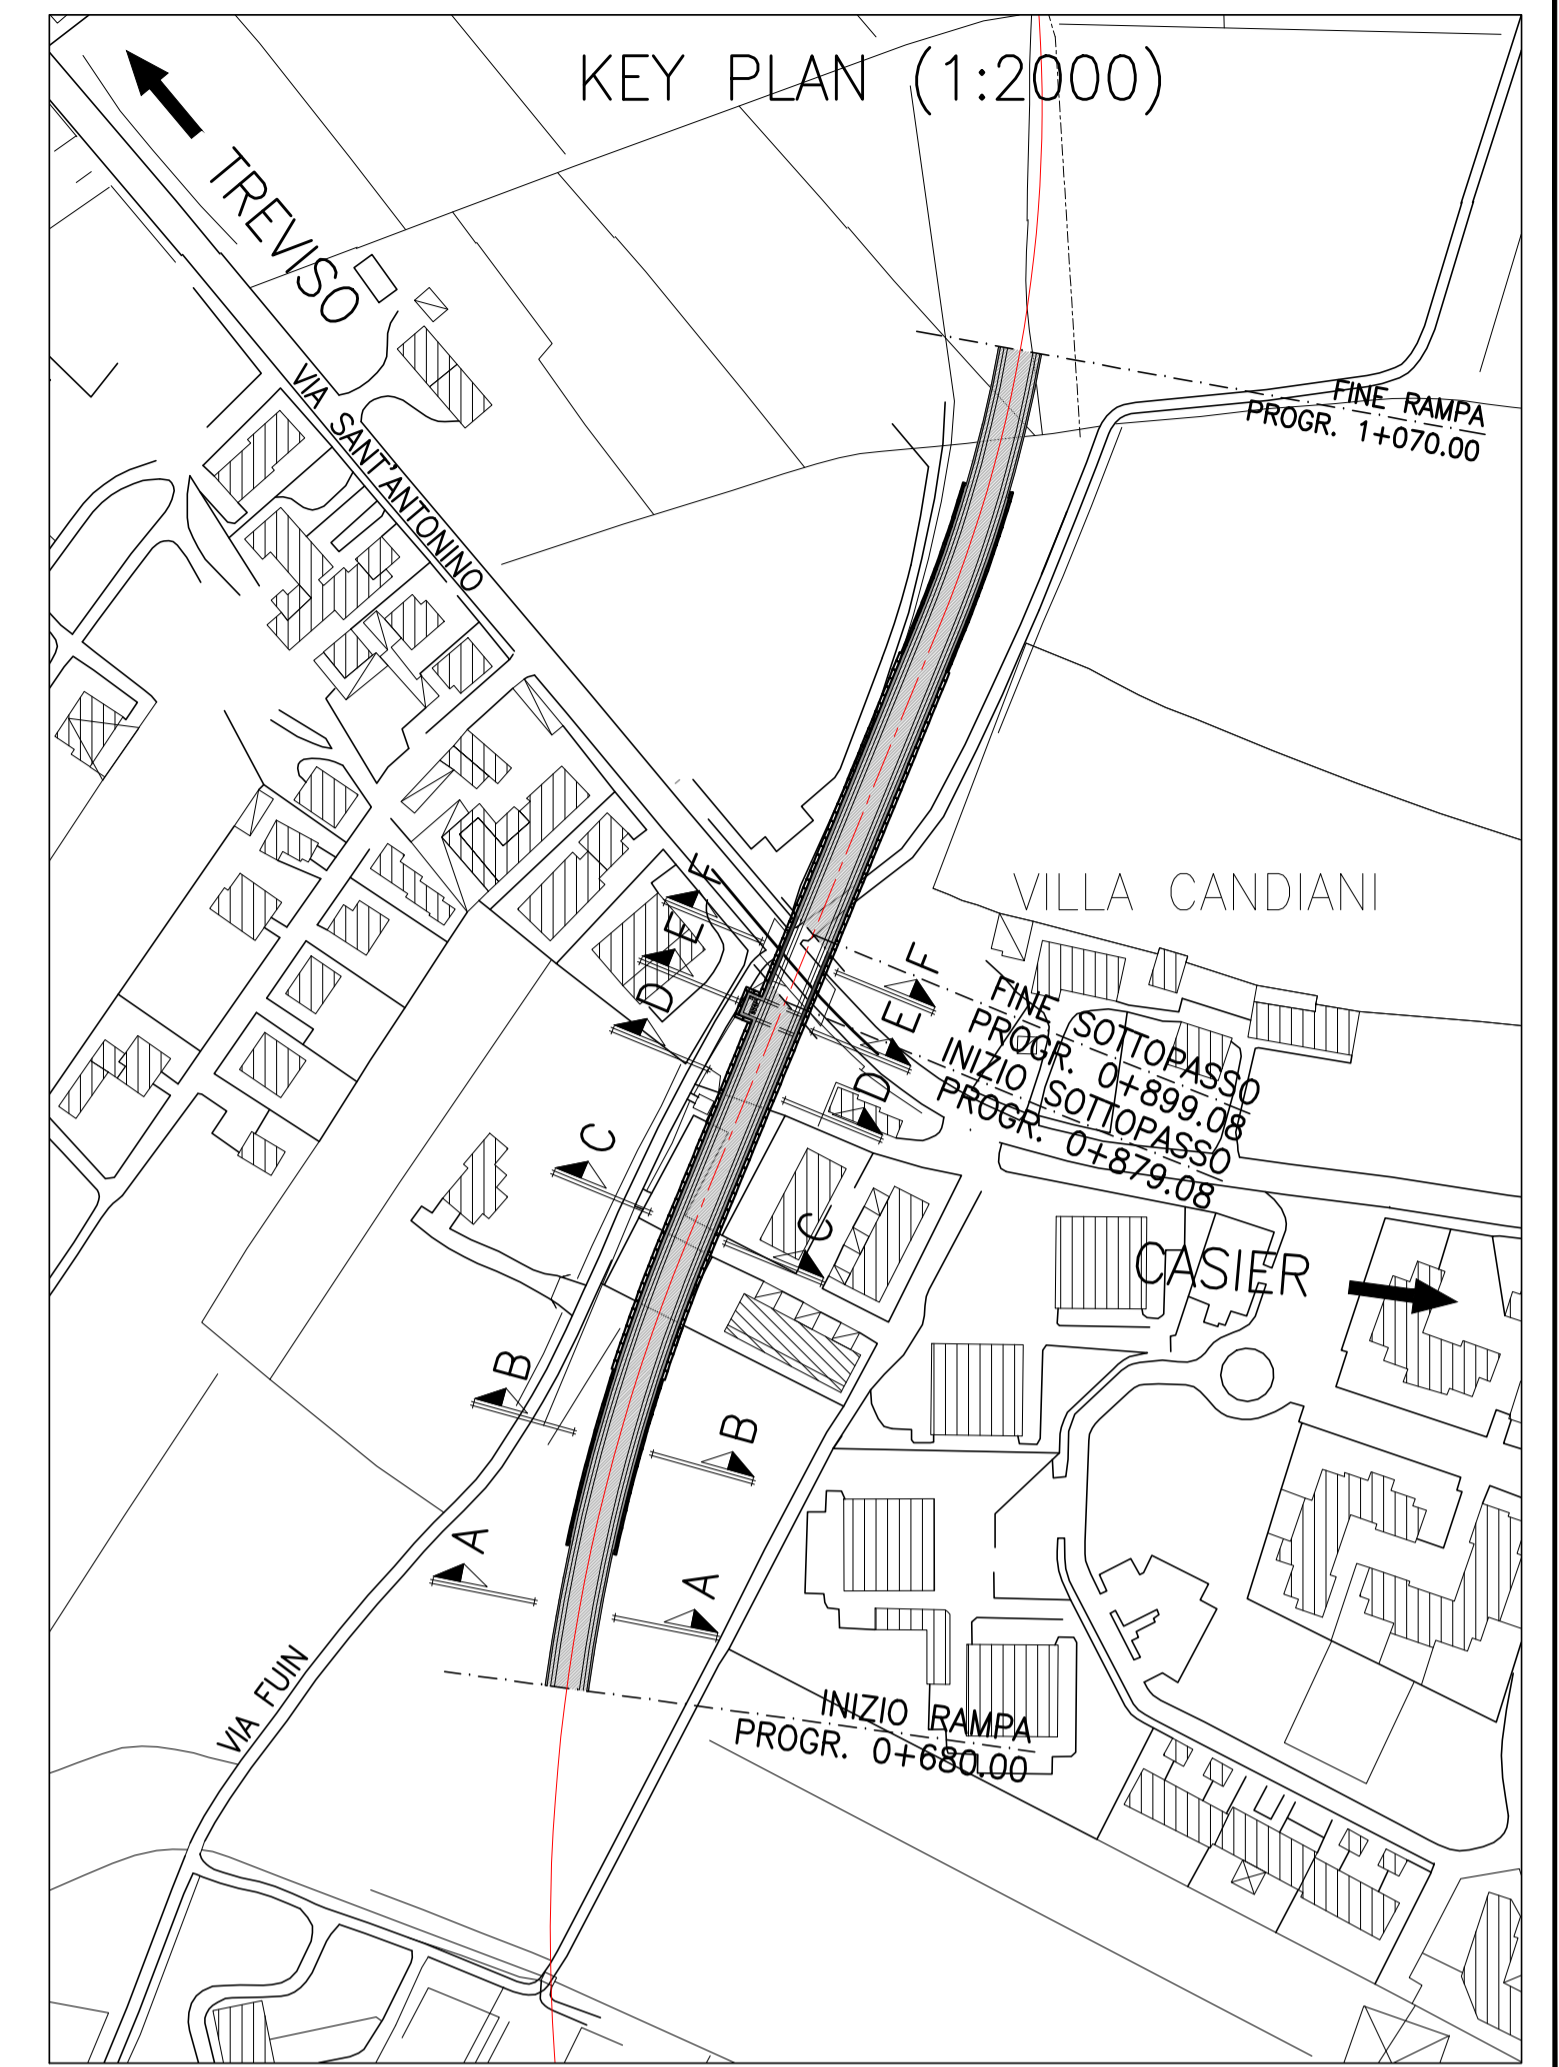 KEY PLAN (1:2000)
TREVISO
VIA SANT'ANTONINO
FINE RAMPA
PROGR. 1+070.00
VILLA CANDIANI
F
E
D
F
E
D
FINE SOTTOPASSO
PROGR. 0+899.08
INIZIO SOTTOPASSO
PROGR. 0+879.08
C
C
CASIER
B
B
A
A
VIA FUIN
INIZIO RAMPA
PROGR. 0+680.00